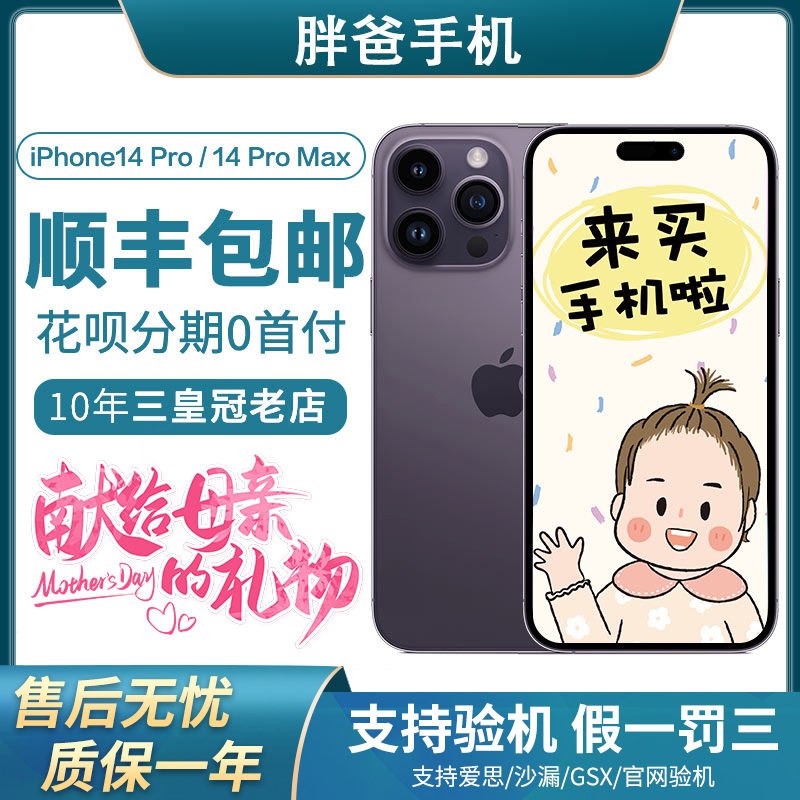 胖爸手机
iPhone14 Pro / 14 Pro Max
顺丰包邮
花呗分期0首付
10年三皇冠老店
献给母亲
Mother's Day
的礼物
来买
手机啦
售后无忧
质保一年
支持验机 假一罚三
支持爱思/沙漏/GSX/官网验机